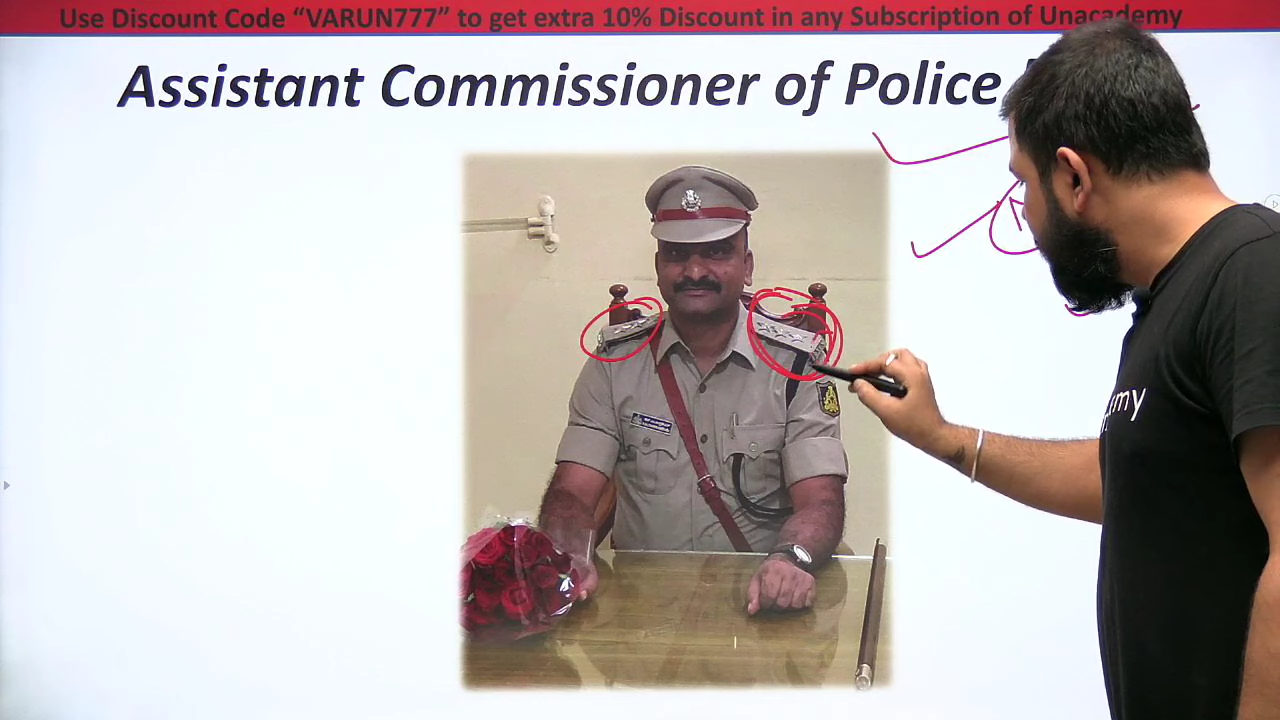 Use Discount Code “VARUN777” to get extra 10% Discount in any Subscription of Unacademy
Assistant Commissioner of Police